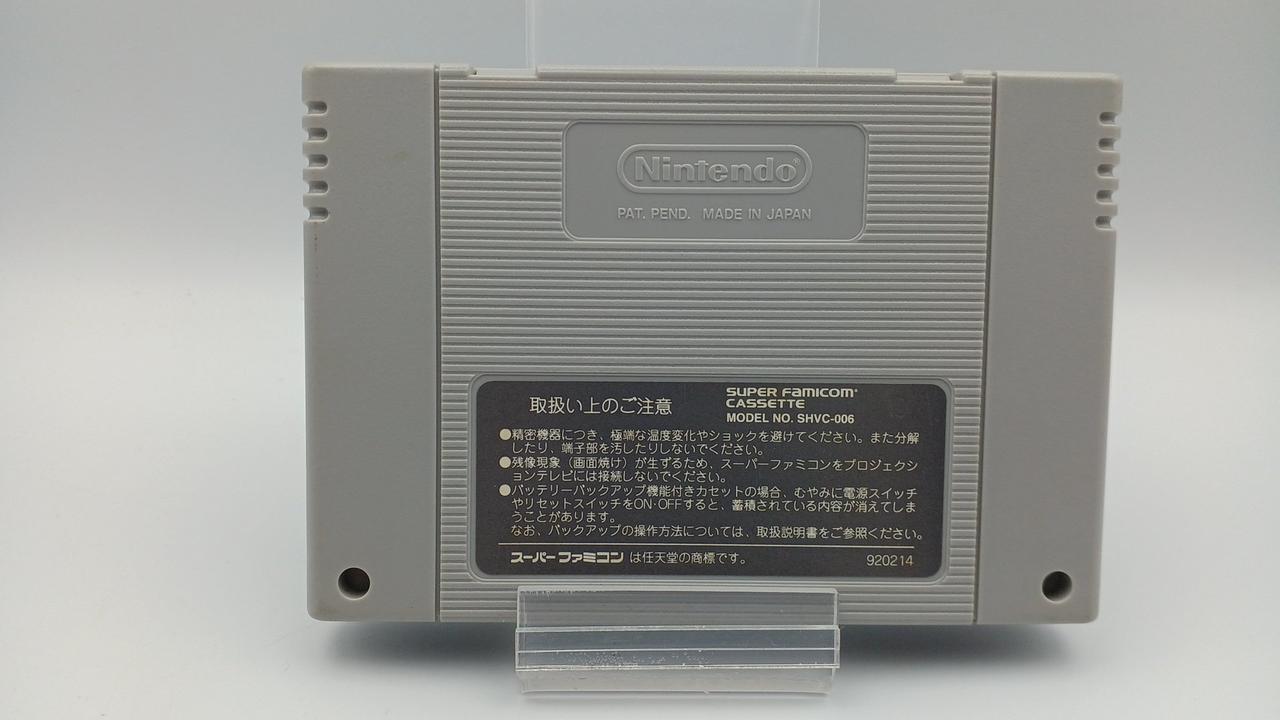 Nintendo®
PAT. PEND. MADE IN JAPAN
取扱い上のご注意
SUPER FAMICOM®
CASSETTE
MODEL NO. SHVC-006
●精密機器につき、極端な温度変化やショックを避けてください。また分解
したり、端子部を汚したりしないでください。
●残像現象（画面焼け）が生ずるため、スーパーファミコンをプロジェクシ
ョンテレビには接続しないでください。
●バッテリーバックアップ機能付きカセットの場合、むやみに電源スイッチ
やリセットスイッチをON・OFFすると、蓄積されている内容が消えてしま
うことがあります。
なお、バックアップの操作方法については、取扱説明書をご参照ください。
スーパーファミコン は任天堂の商標です。
920214